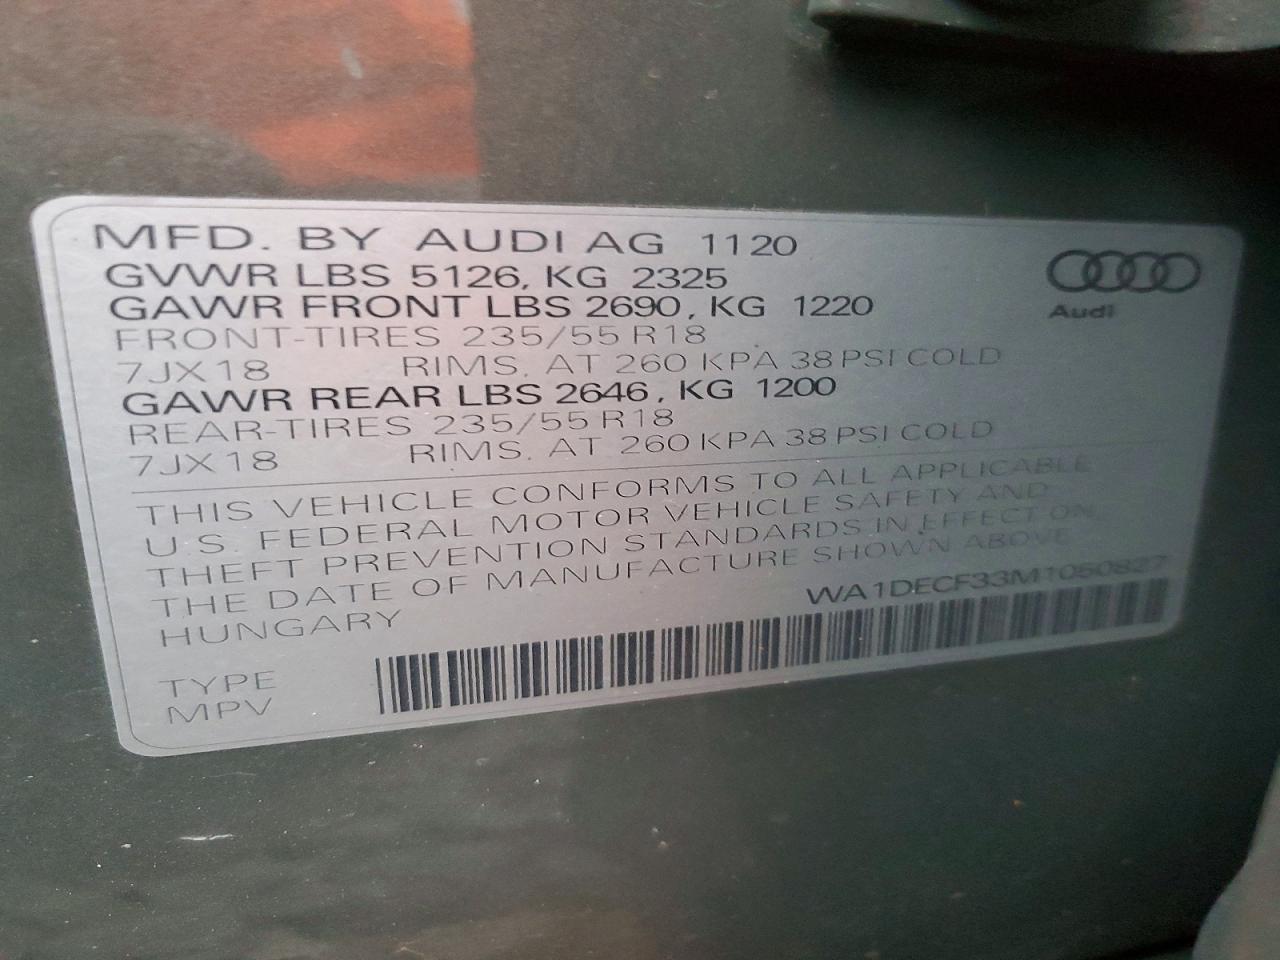 MFD. BY AUDI AG 1120
GVWR LBS 5126, KG 2325
GAWR FRONT LBS 2690, KG 1220
FRONT-TIRES 235/55 R18
7JX18 RIMS. AT 260 KPA 38 PSI COLD
GAWR REAR LBS 2646, KG 1200
REAR-TIRES 235/55 R18
7JX18 RIMS. AT 260 KPA 38 PSI COLD
Audi
THIS VEHICLE CONFORMS TO ALL APPLICABLE
U.S. FEDERAL MOTOR VEHICLE SAFETY AND
THEFT PREVENTION STANDARDS IN EFFECT ON
THE DATE OF MANUFACTURE SHOWN ABOVE
HUNGARY
WA1DECF33M1050827
TYPE
MPV